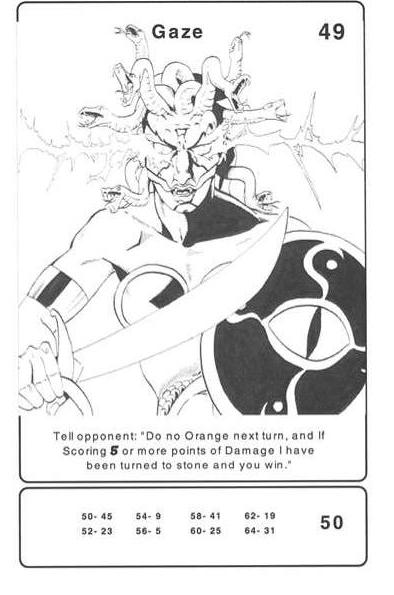 Gaze 49
Tell opponent: "Do no Orange next turn, and If
Scoring 5 or more points of Damage I have
been turned to stone and you win."
50- 45 54- 9 58- 41 62- 19
52- 23 56- 5 60- 25 64- 31
50